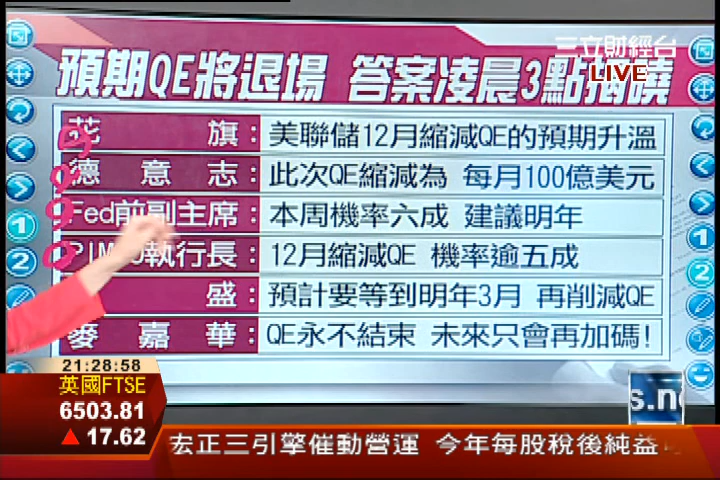 三立財經台
LIVE
預期QE將退場 答案凌晨3點揭曉
花旗：美聯儲12月縮減QE的預期升溫
德意志：此次QE縮減為 每月100億美元
Fed前副主席：本周機率六成 建議明年
執行長：12月縮減QE 機率逾五成
盛：預計要等到明年3月 再削減QE
麥嘉華：QE永不結束 未來只會再加碼！
1
2
1
2
21:28:58
英國FTSE
6503.81
▲17.62
s.ne
宏正三引擎催動營運 今年每股稅後純益